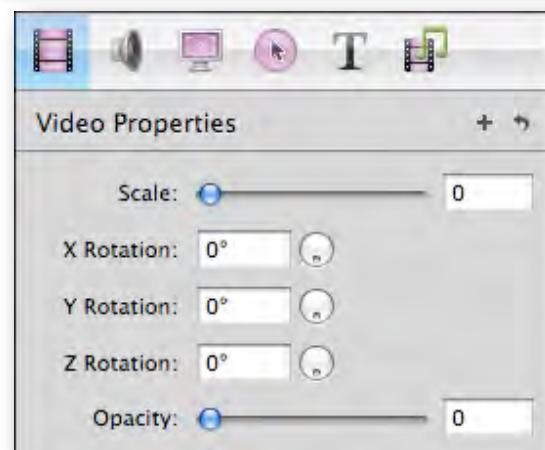 T
Video Properties
Scale: 0
X Rotation: 0°
Y Rotation: 0°
Z Rotation: 0°
Opacity: 0